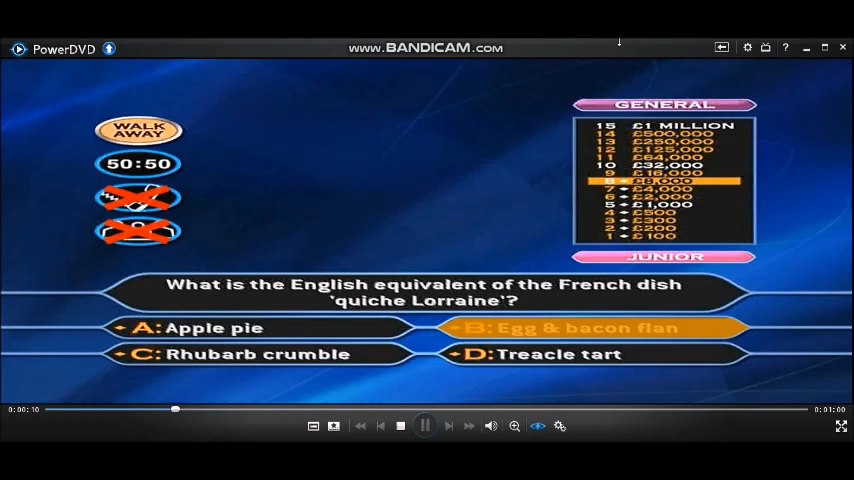 PowerDVD
www.BANDICAM.com
?
WALK
AWAY
50:50
GENERAL
15 £1 MILLION
14 £500,000
13 £250,000
12 £125,000
11 £64,000
10 £32,000
9 £16,000
8 £8,000
7 £4,000
6 £2,000
5 £1,000
4 £500
3 £300
2 £200
1 £100
JUNIOR
What is the English equivalent of the French dish
'quiche Lorraine'?
A: Apple pie
B: Egg & bacon flan
C: Rhubarb crumble
D: Treacle tart
0:00:10
0:01:00